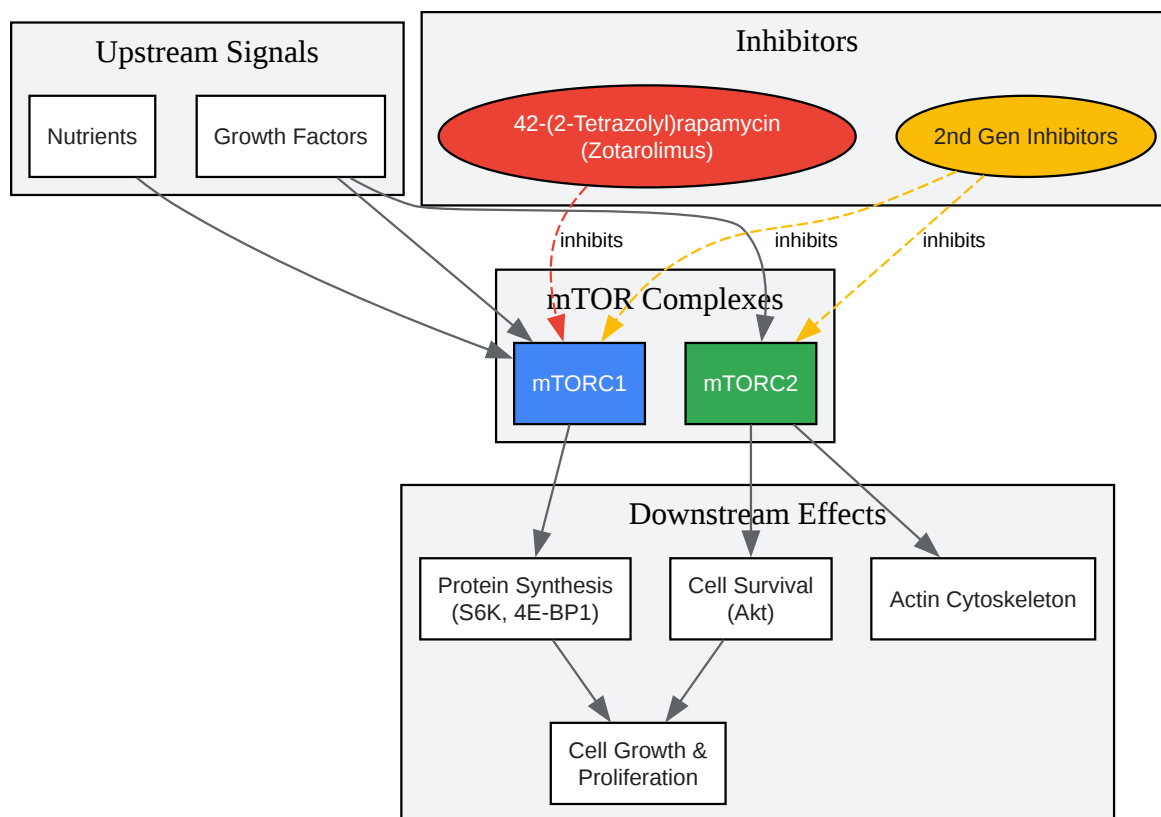 Upstream Signals
Inhibitors
Nutrients
Growth Factors
42-(2-Tetrazolyl)rapamycin
(Zotarolimus)
2nd Gen Inhibitors
inhibits
inhibits
inhibits
mTOR Complexes
mTORC1
mTORC2
Downstream Effects
Protein Synthesis
(S6K, 4E-BP1)
Cell Survival
(Akt)
Actin Cytoskeleton
Cell Growth &
Proliferation